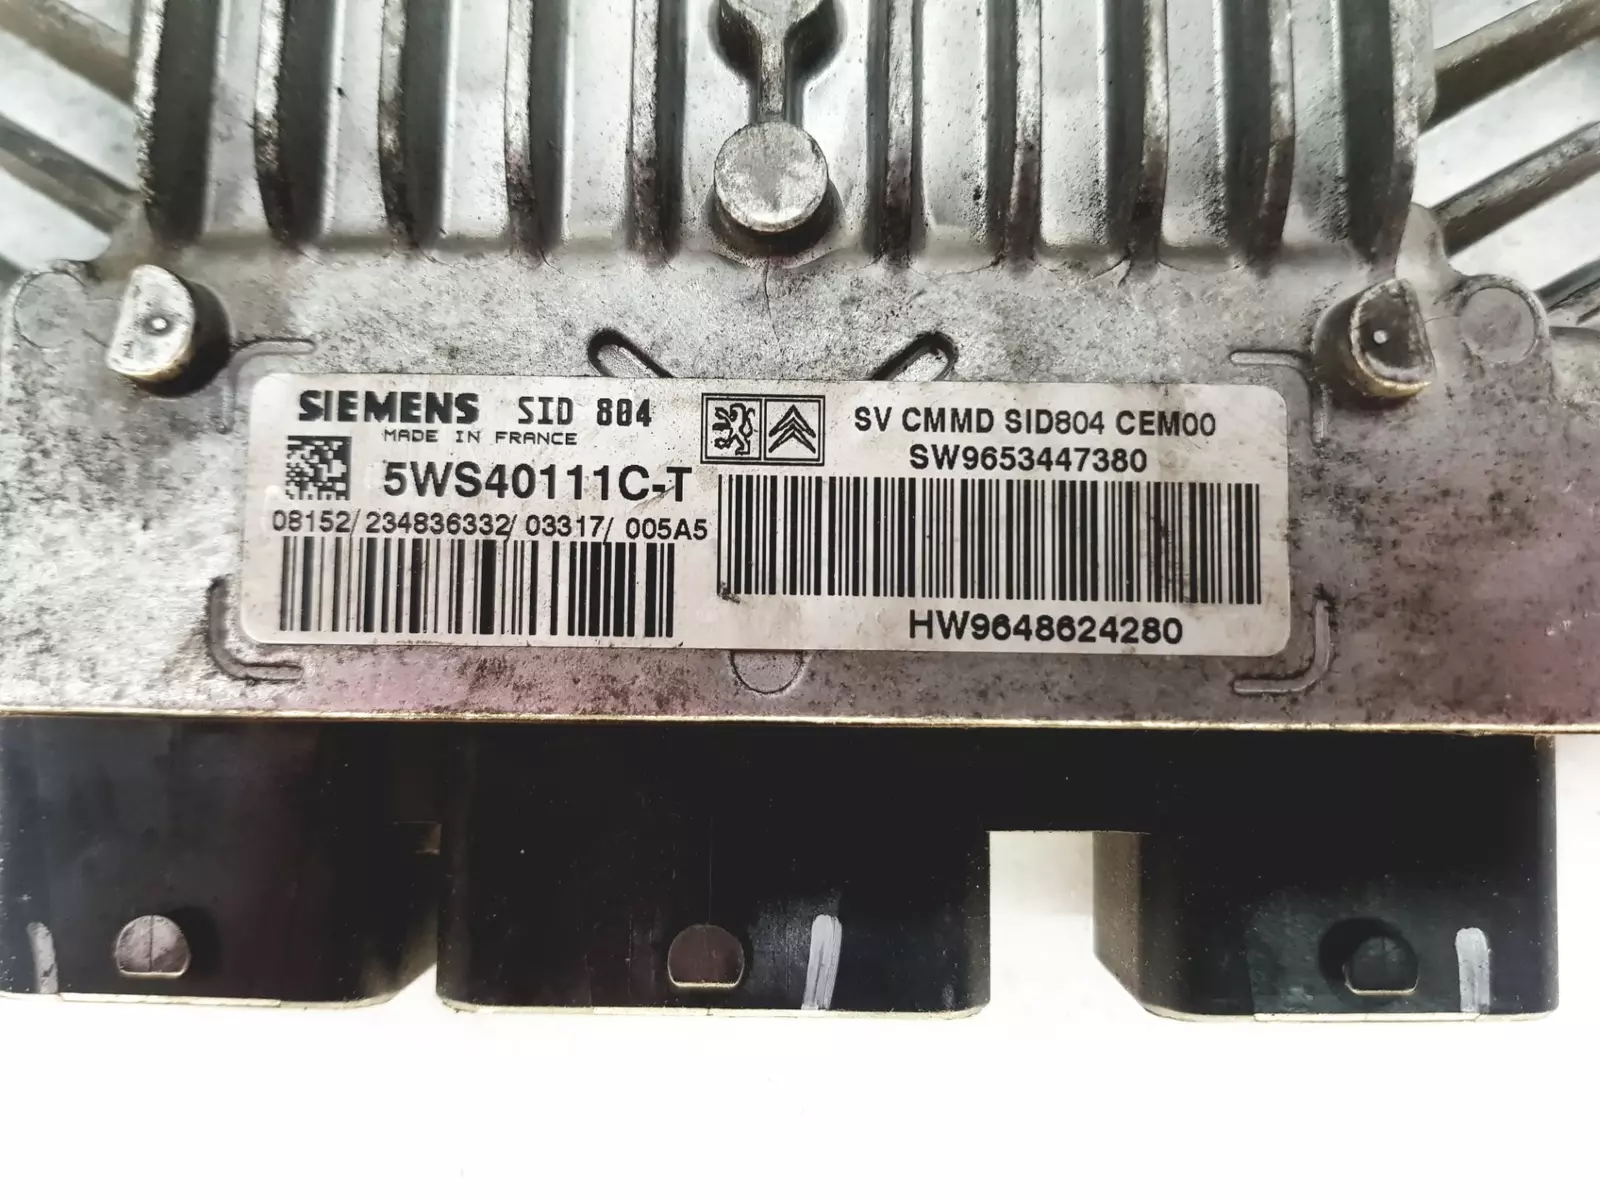 SIEMENS SID 804
MADE IN FRANCE
5WS40111C-T
08152/234836332/03317/ 005A5
SV CMMD SID804 CEM00
SW9653447380
HW9648624280